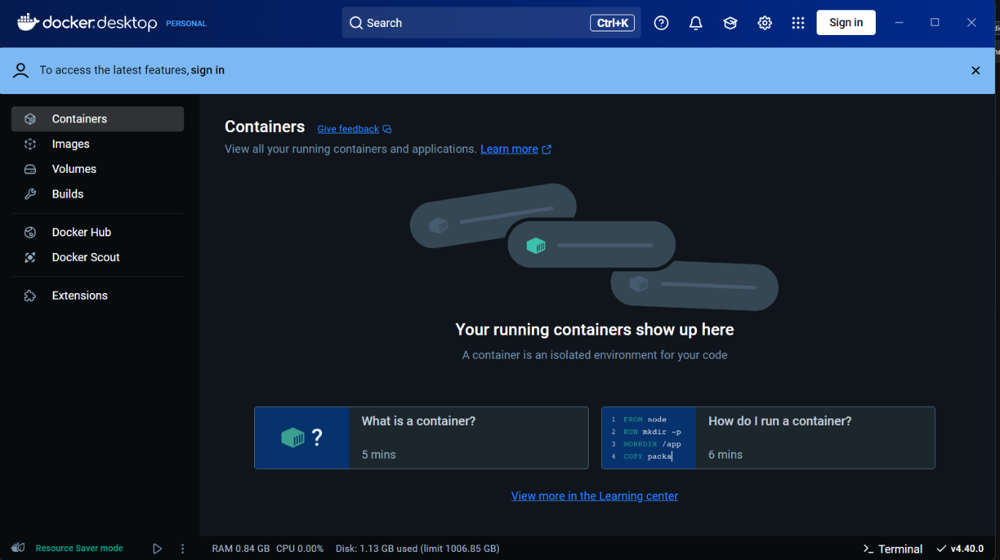 docker.desktop PERSONAL
Search Ctrl+K
Sign in
To access the latest features, sign in
Containers
Images
Volumes
Builds
Docker Hub
Docker Scout
Extensions
Containers Give feedback
View all your running containers and applications. Learn more
Your running containers show up here
A container is an isolated environment for your code
?
What is a container?
5 mins
1 FROM node
2 RUN mkdir -p
3 WORKDIR /app
4 COPY packa
How do I run a container?
6 mins
View more in the Learning center
Resource Saver mode
RAM 0.84 GB CPU 0.00% Disk: 1.13 GB used (limit 1006.85 GB)
>_ Terminal
v4.40.0